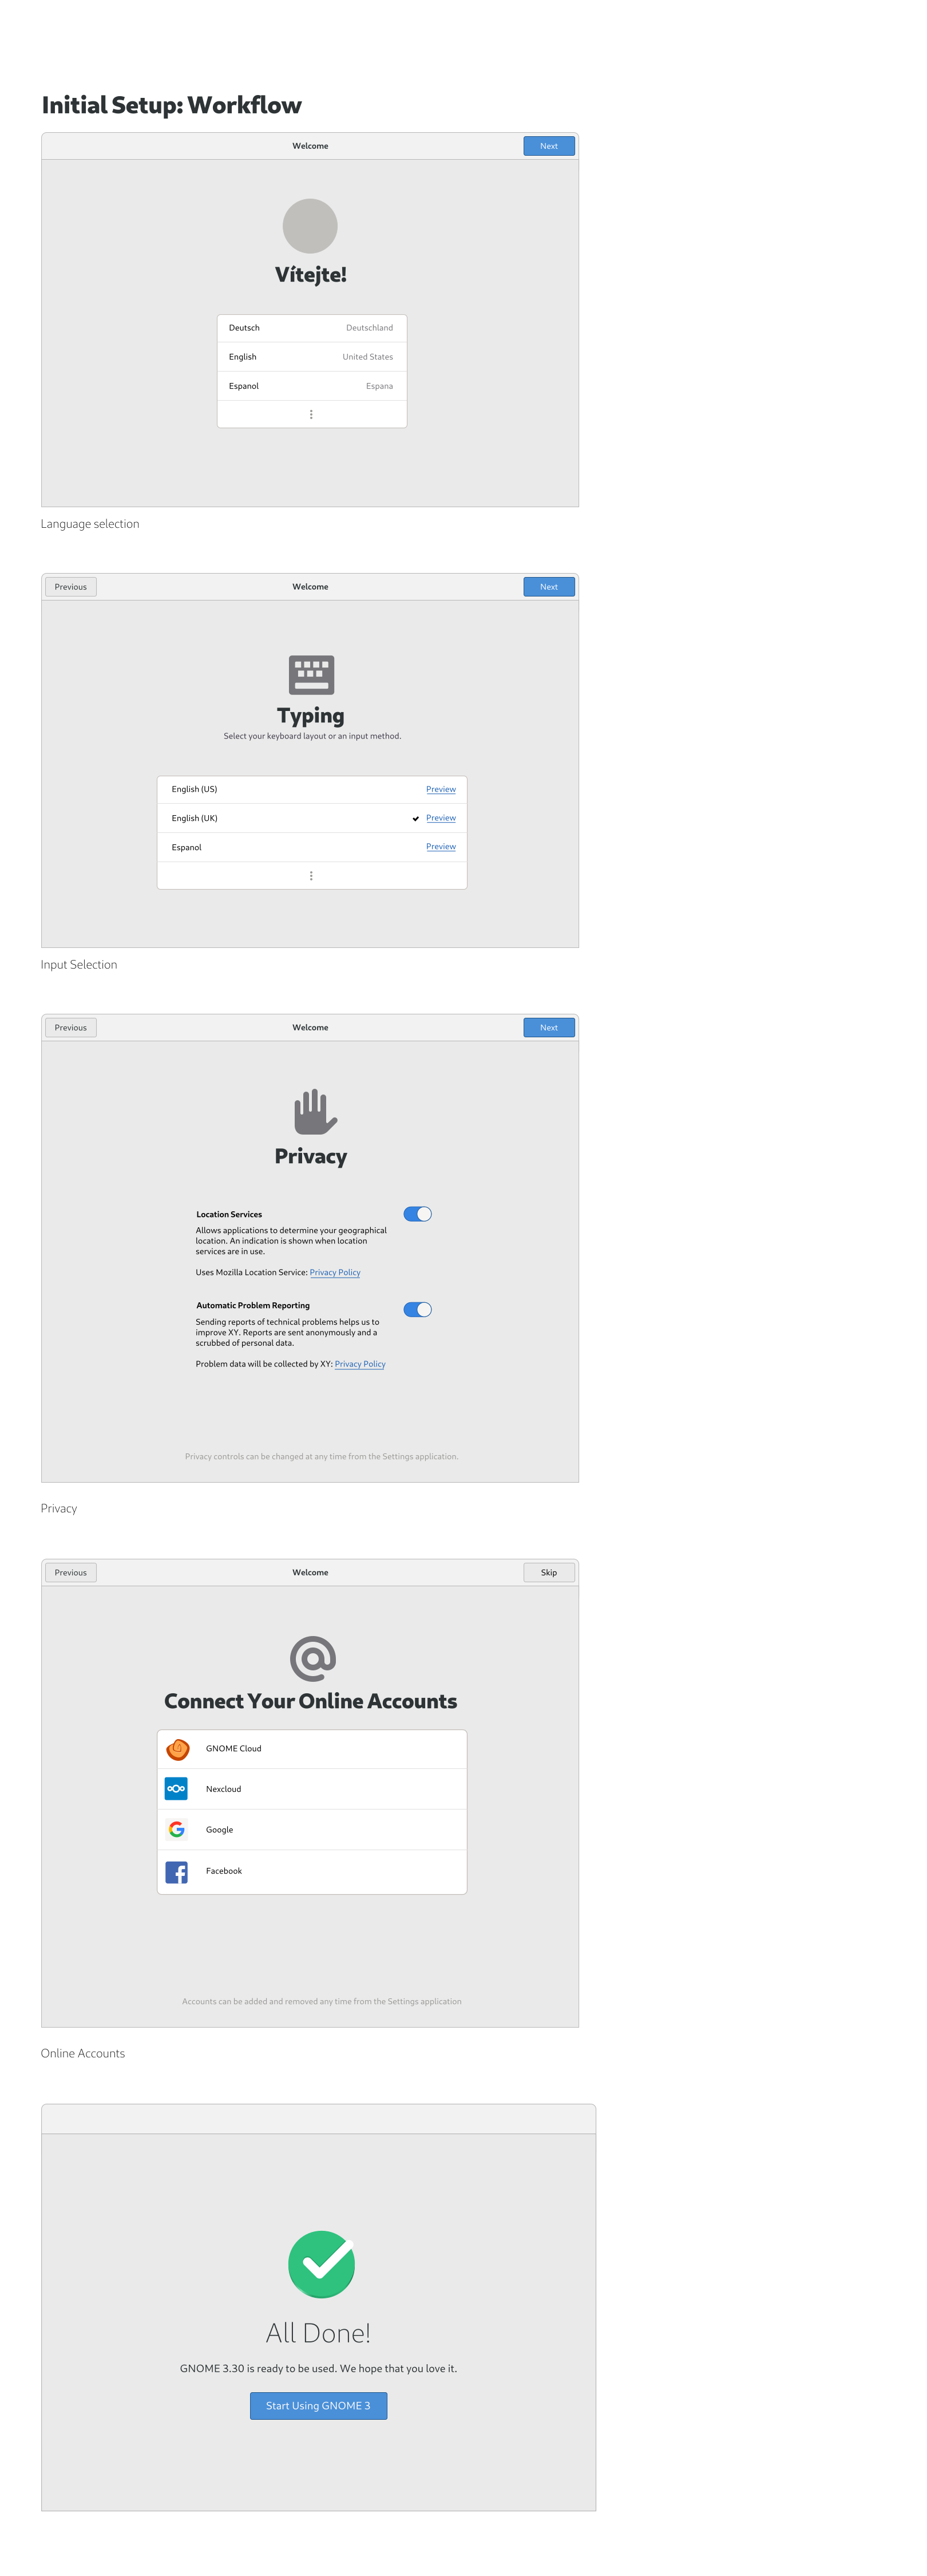 Initial Setup: Workflow
Welcome
Next
Vítejte!
Deutsch Deutschland
English United States
Espanol Espana
Language selection
Previous
Welcome
Next
Typing
Select your keyboard layout or an input method.
English (US) Preview
English (UK) Preview
Espanol Preview
Input Selection
Previous
Welcome
Next
Privacy
Location Services
Allows applications to determine your geographical
location. An indication is shown when location
services are in use.
Uses Mozilla Location Service: Privacy Policy
Automatic Problem Reporting
Sending reports of technical problems helps us to
improve XY. Reports are sent anonymously and a
scrubbed of personal data.
Problem data will be collected by XY: Privacy Policy
Privacy controls can be changed at any time from the Settings application.
Privacy
Previous
Welcome
Skip
Connect Your Online Accounts
GNOME Cloud
Nexcloud
Google
Facebook
Accounts can be added and removed any time from the Settings application
Online Accounts
All Done!
GNOME 3.30 is ready to be used. We hope that you love it.
Start Using GNOME 3